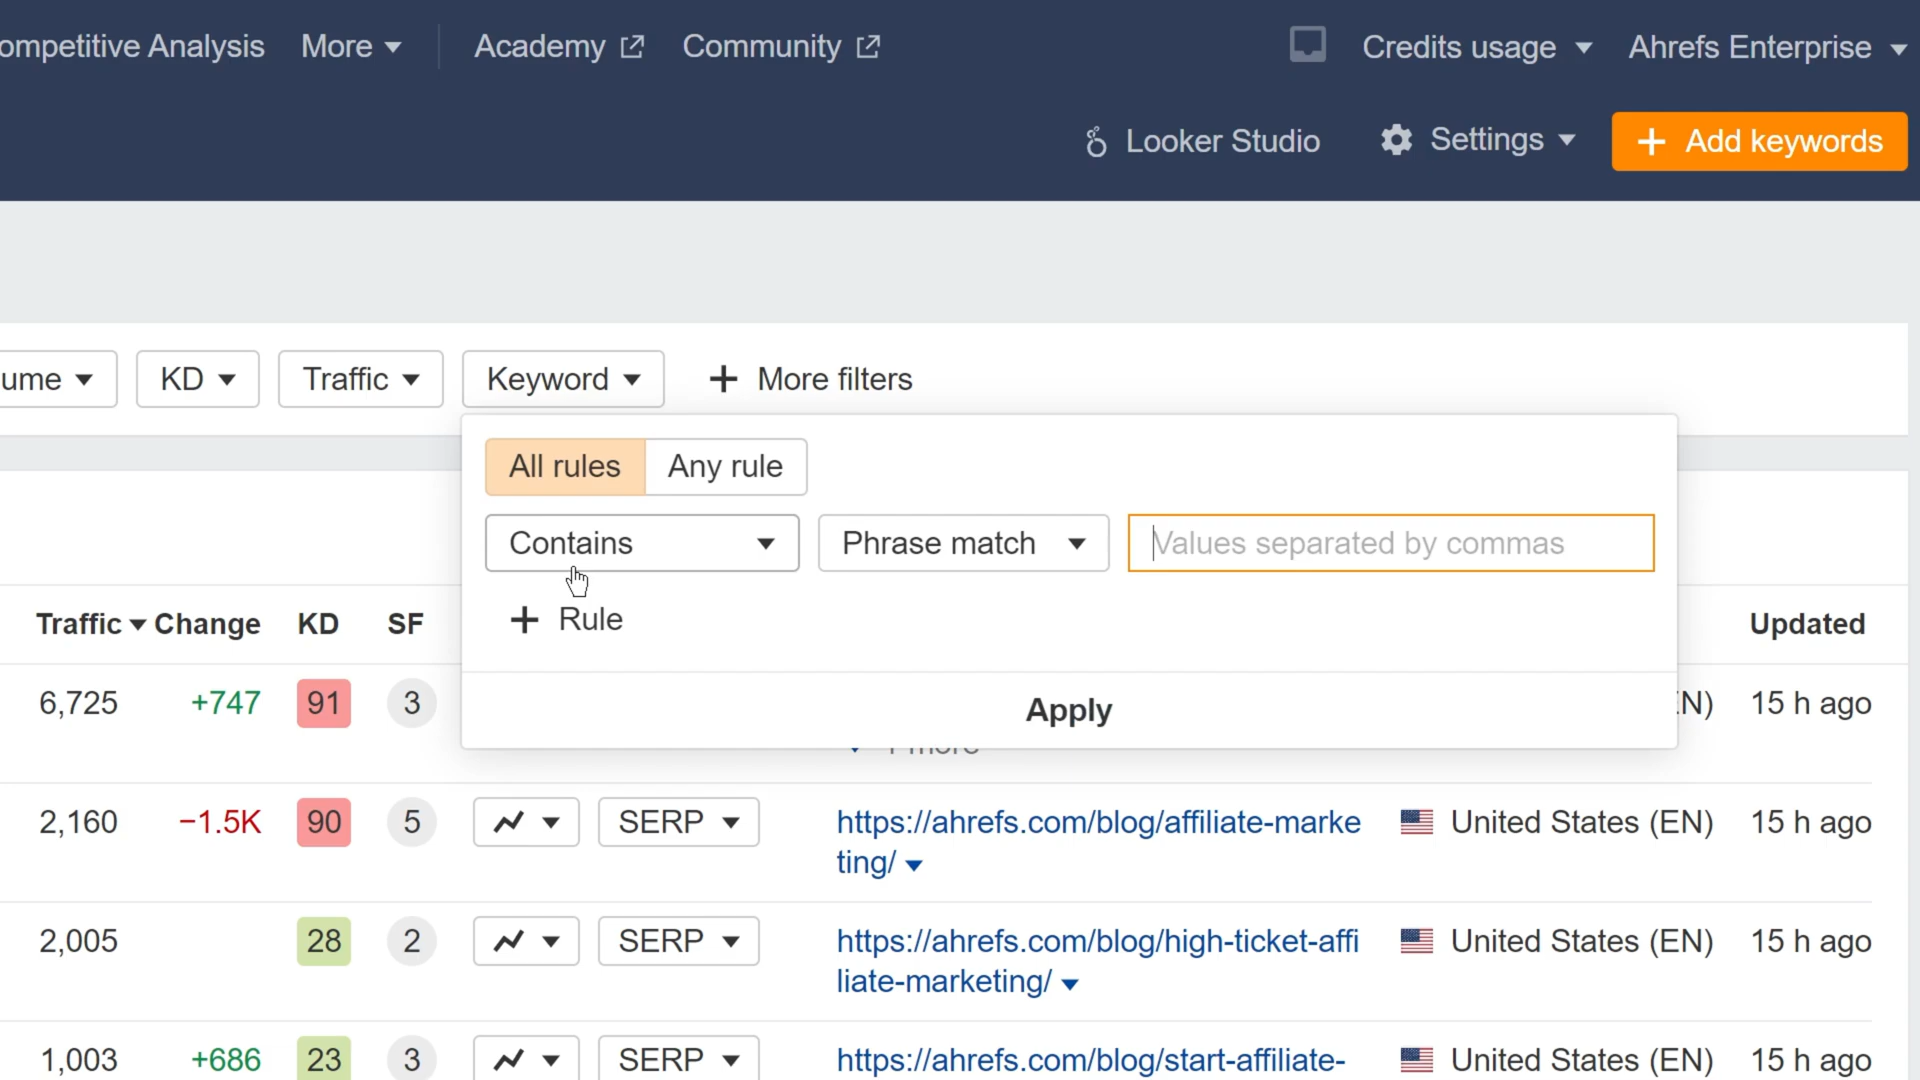 ompetitive Analysis More Academy Community Credits usage Ahrefs Enterprise
Looker Studio Settings + Add keywords
ume KD Traffic Keyword + More filters
All rules Any rule
Contains Phrase match Values separated by commas
+ Rule
Apply
Traffic Change KD SF Updated
6,725 +747 91 3 EN) 15 h ago
1 more
2,160 −1.5K 90 5 SERP https://ahrefs.com/blog/affiliate-marke United States (EN) 15 h ago
ting/
2,005 28 2 SERP https://ahrefs.com/blog/high-ticket-affi United States (EN) 15 h ago
liate-marketing/
1,003 +686 23 3 SERP https://ahrefs.com/blog/start-affiliate- United States (EN) 15 h ago